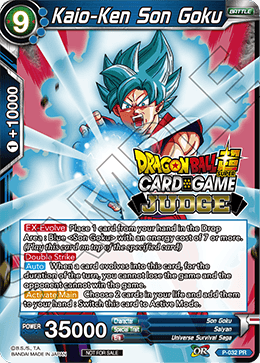 9
Kaio-Ken Son Goku
BATTLE
+10000
DRAGON BALL SUPER
CARD GAME
JUDGE
EX-Evolve Place 1 card from your hand in the Drop
Area : Blue <Son Goku> with an energy cost of 7 or more.
(Play this card on top of the specified card)
Double Strike
Auto When a card evolves into this card, for the
duration of the turn, you cannot lose the game and the
opponent cannot win the game.
Activate Main Choose 2 cards in your life and add them
to your hand : Switch this card to Active Mode.
POWER 35000
Character Son Goku
Special Trait Saiyan
Era Universe Survival Saga
©B.S./S., T.A.
BANDAI MADE IN JAPAN
NOT FOR SALE
P-032 PR